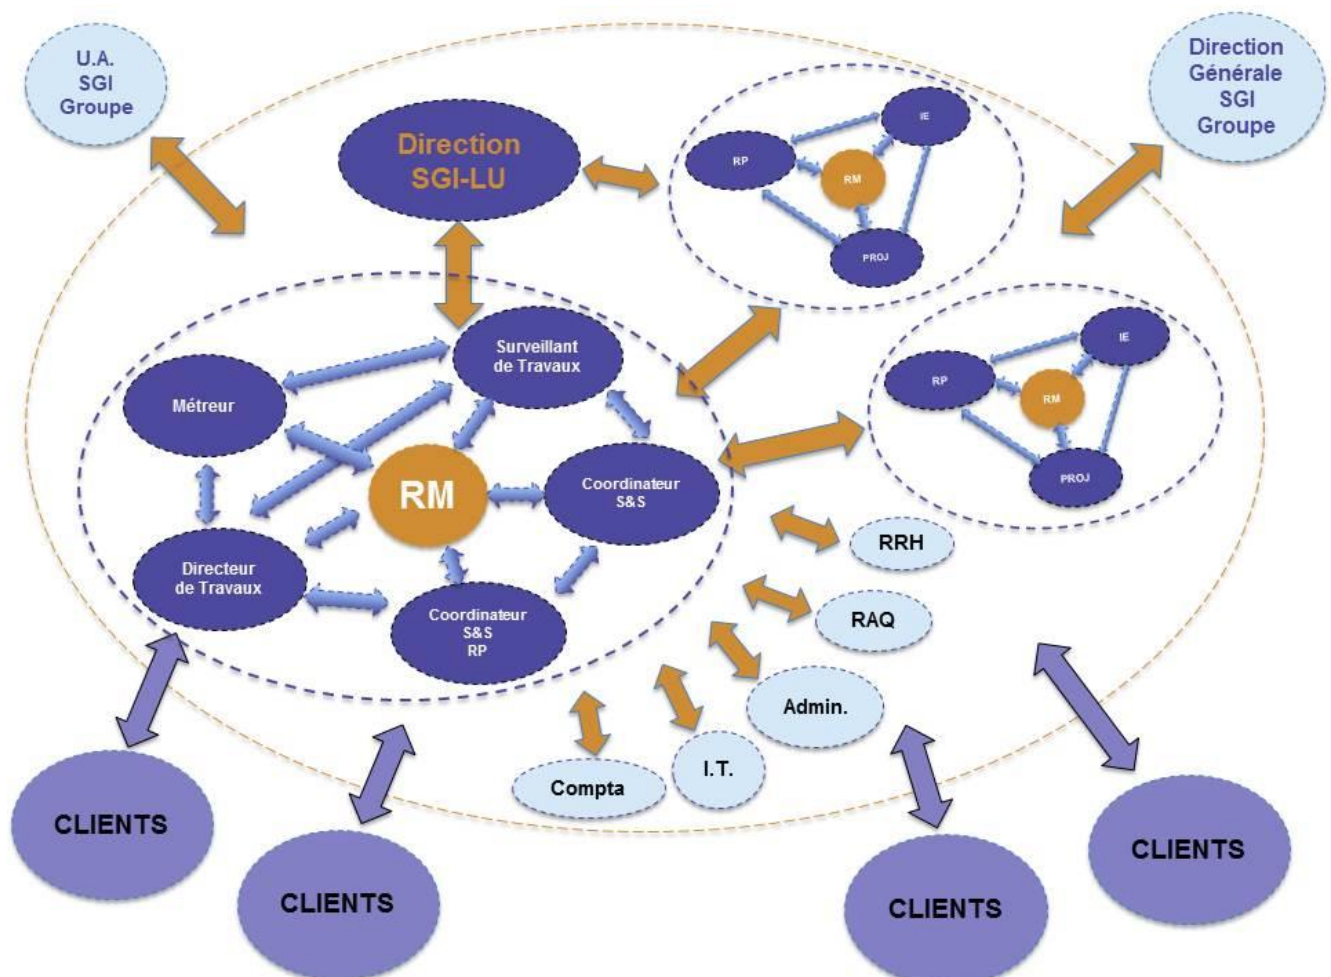 U.A.
SGI
Groupe
Direction
Générale
SGI
Groupe
Direction
SGI-LU
IE
RP
RM
PROJ
IE
RP
RM
PROJ
Surveillant
de Travaux
Métreur
RM
Coordinateur
S&S
Directeur
de Travaux
Coordinateur
S&S
RP
RRH
RAQ
Admin.
I.T.
Compta
CLIENTS
CLIENTS
CLIENTS
CLIENTS